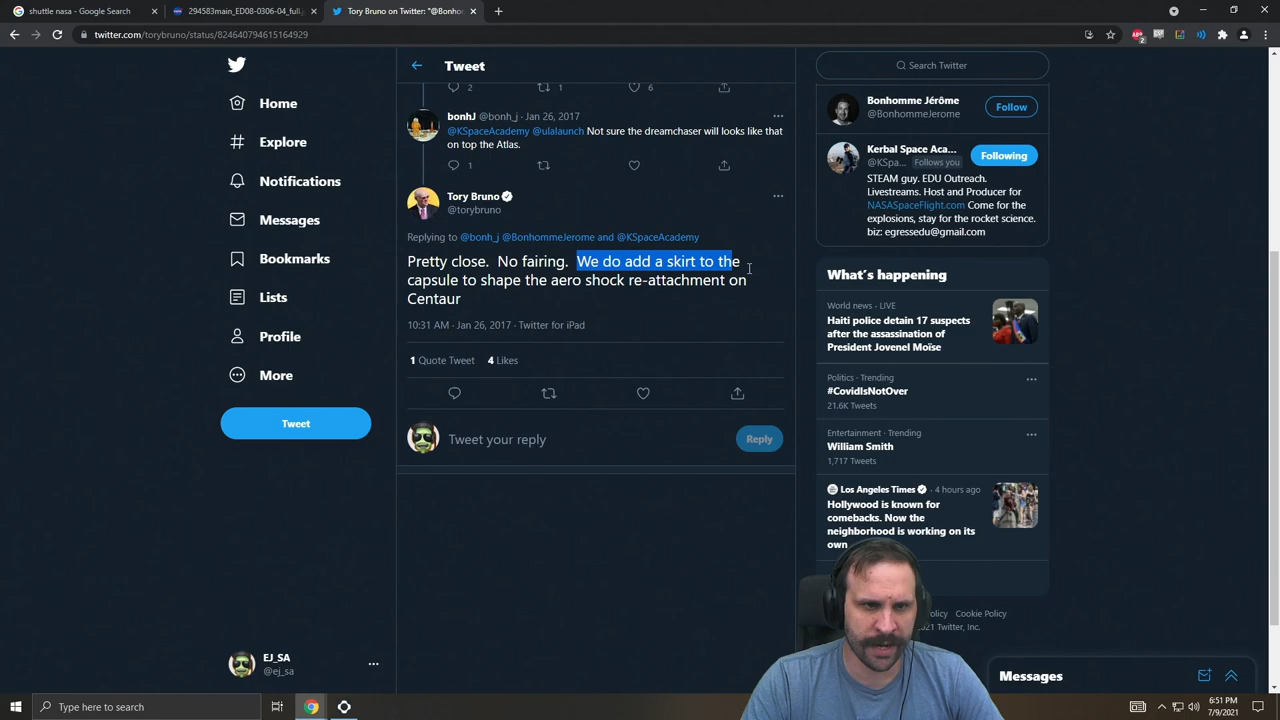 shuttle nasa - Google Search
294583main_ED08-0306-04_full.j
Tory Bruno on Twitter: "@Bonhom
twitter.com/torybruno/status/824640794615164929
2
Home
Explore
Notifications
Messages
Bookmarks
Lists
Profile
More
Tweet
EJ_SA
@ej_sa
Tweet
2 1 6
bonhJ @bonh_j · Jan 26, 2017
@KSpaceAcademy @ulalaunch Not sure the dreamchaser will looks like that
on top the Atlas.
1
Tory Bruno
@torybruno
Replying to @bonh_j @BonhommeJerome and @KSpaceAcademy
Pretty close. No fairing. We do add a skirt to the
capsule to shape the aero shock re-attachment on
Centaur
10:31 AM · Jan 26, 2017 · Twitter for iPad
1 Quote Tweet 4 Likes
Tweet your reply
Reply
Search Twitter
Bonhomme Jérôme
@BonhommeJerome
Follow
Kerbal Space Aca...
@KSpa... Follows you
Following
STEAM guy. EDU Outreach.
Livestreams. Host and Producer for
NASASpaceFlight.com Come for the
explosions, stay for the rocket science.
biz: egressedu@gmail.com
What's happening
World news · LIVE
Haiti police detain 17 suspects
after the assassination of
President Jovenel Moïse
Politics · Trending
#CovidIsNotOver
21.6K Tweets
Entertainment · Trending
William Smith
1,717 Tweets
Los Angeles Times · 4 hours ago
Hollywood is known for
comebacks. Now the
neighborhood is working on its
own
Cookie Policy
Twitter, Inc.
Messages
Type here to search
6:51 PM
7/9/2021